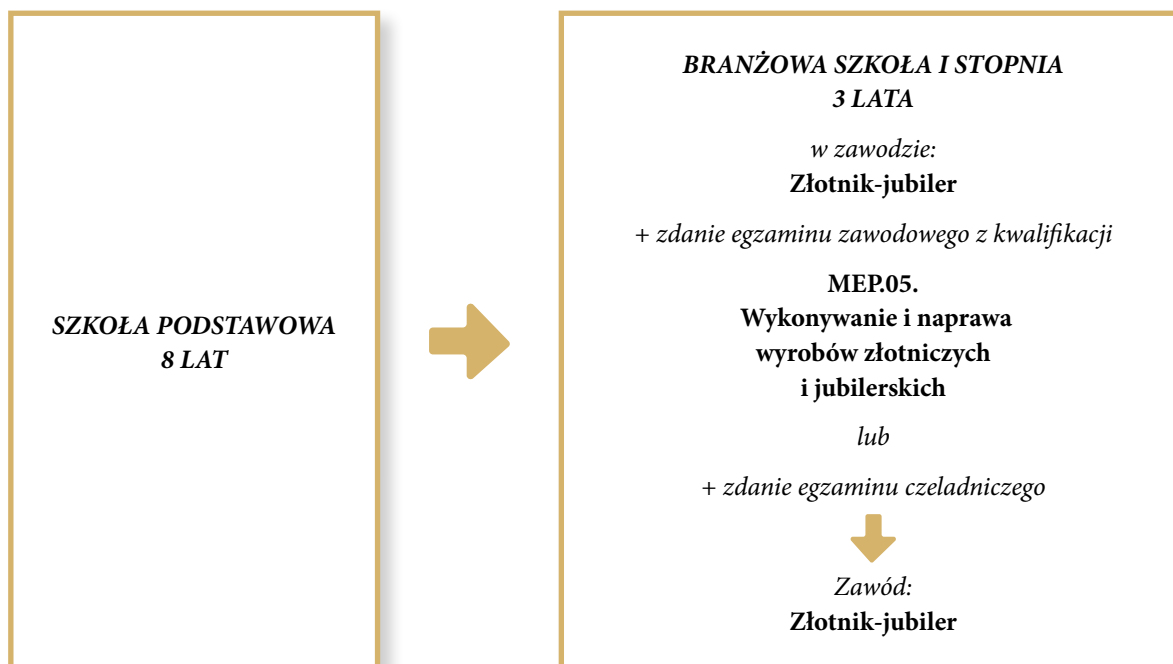 SZKOŁA PODSTAWOWA
8 LAT
BRANŻOWA SZKOŁA I STOPNIA
3 LATA
w zawodzie:
Złotnik-jubiler
+ zdanie egzaminu zawodowego z kwalifikacji
MEP.05.
Wykonywanie i naprawa
wyrobów złotniczych
i jubilerskich
lub
+ zdanie egzaminu czeladniczego
Zawód:
Złotnik-jubiler